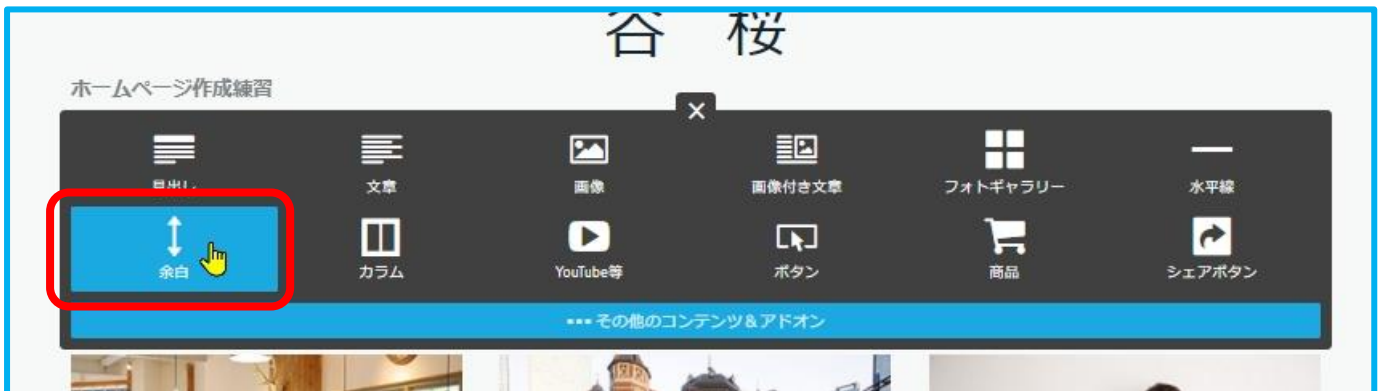 谷 桜
ホームページ作成練習
×
見出し 文章 画像 画像付き文章 フォトギャラリー 水平線
余白 カラム YouTube等 ボタン 商品 シェアボタン
▪▪▪ その他のコンテンツ&アドオン